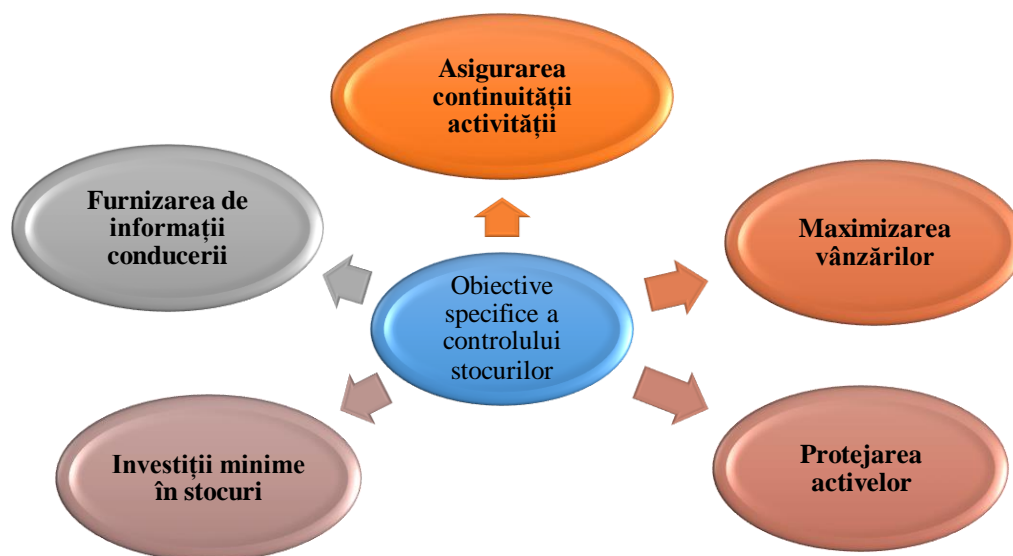 Asigurarea
continuității
activității
Furnizarea de
informații
conducerii
Maximizarea
vânzărilor
Obiective
specifice a
controlului
stocurilor
Investiții minime
în stocuri
Protejarea
activelor